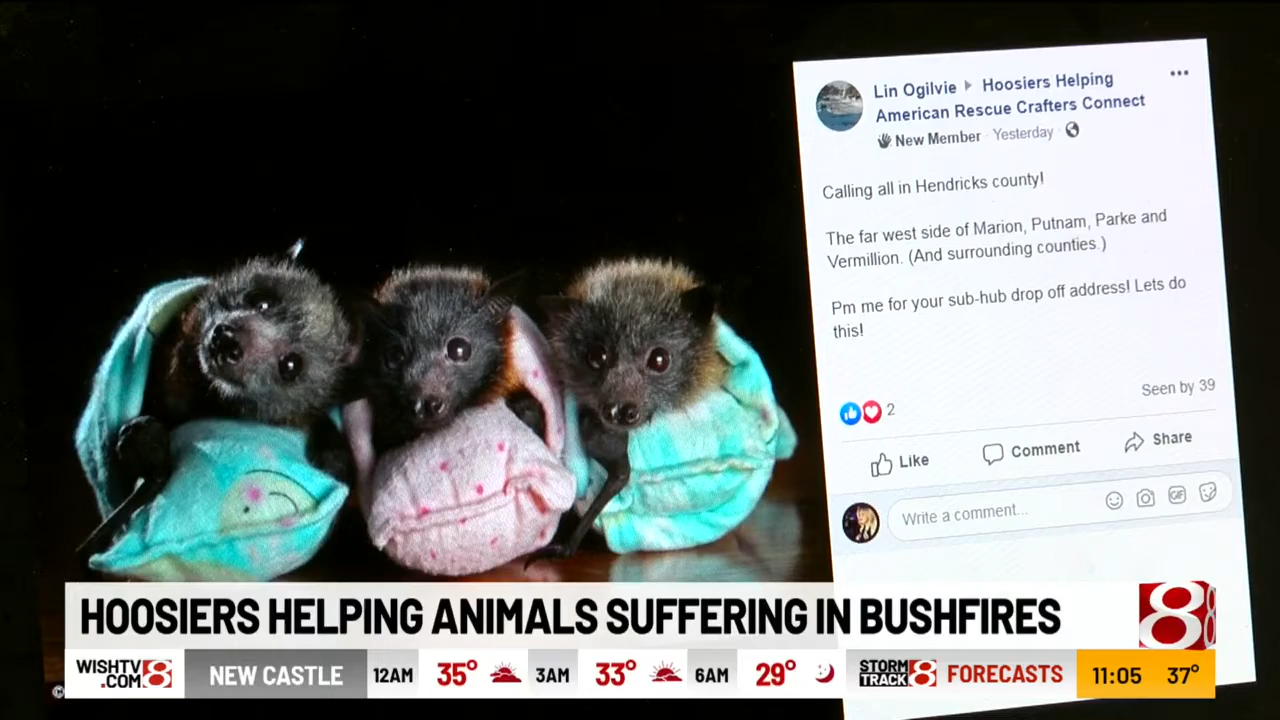 Lin Ogilvie ▸ Hoosiers Helping
American Rescue Crafters Connect
New Member · Yesterday ·
Calling all in Hendricks county!
The far west side of Marion, Putnam, Parke and
Vermillion. (And surrounding counties.)
Pm me for your sub-hub drop off address! Lets do
this!
2
Seen by 39
Like Comment Share
Write a comment...
GIF
HOOSIERS HELPING ANIMALS SUFFERING IN BUSHFIRES
8
WISHTV
.COM 8
NEW CASTLE 12AM 35° 3AM 33° 6AM 29°
STORM
TRACK 8
FORECASTS 11:05 37°